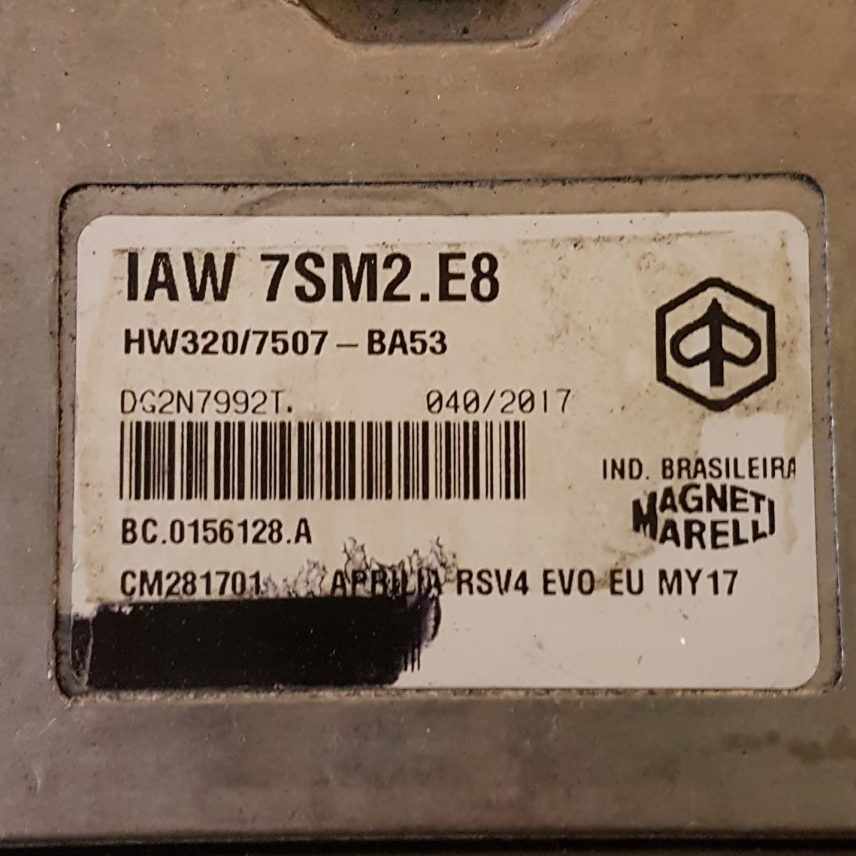 IAW 7SM2.E8
HW320/7507 – BA53
DG2N7992T. 040/2017
IND. BRASILEIRA
MAGNETI
MARELLI
BC.0156128.A
CM281701 APRILIA RSV4 EVO EU MY17